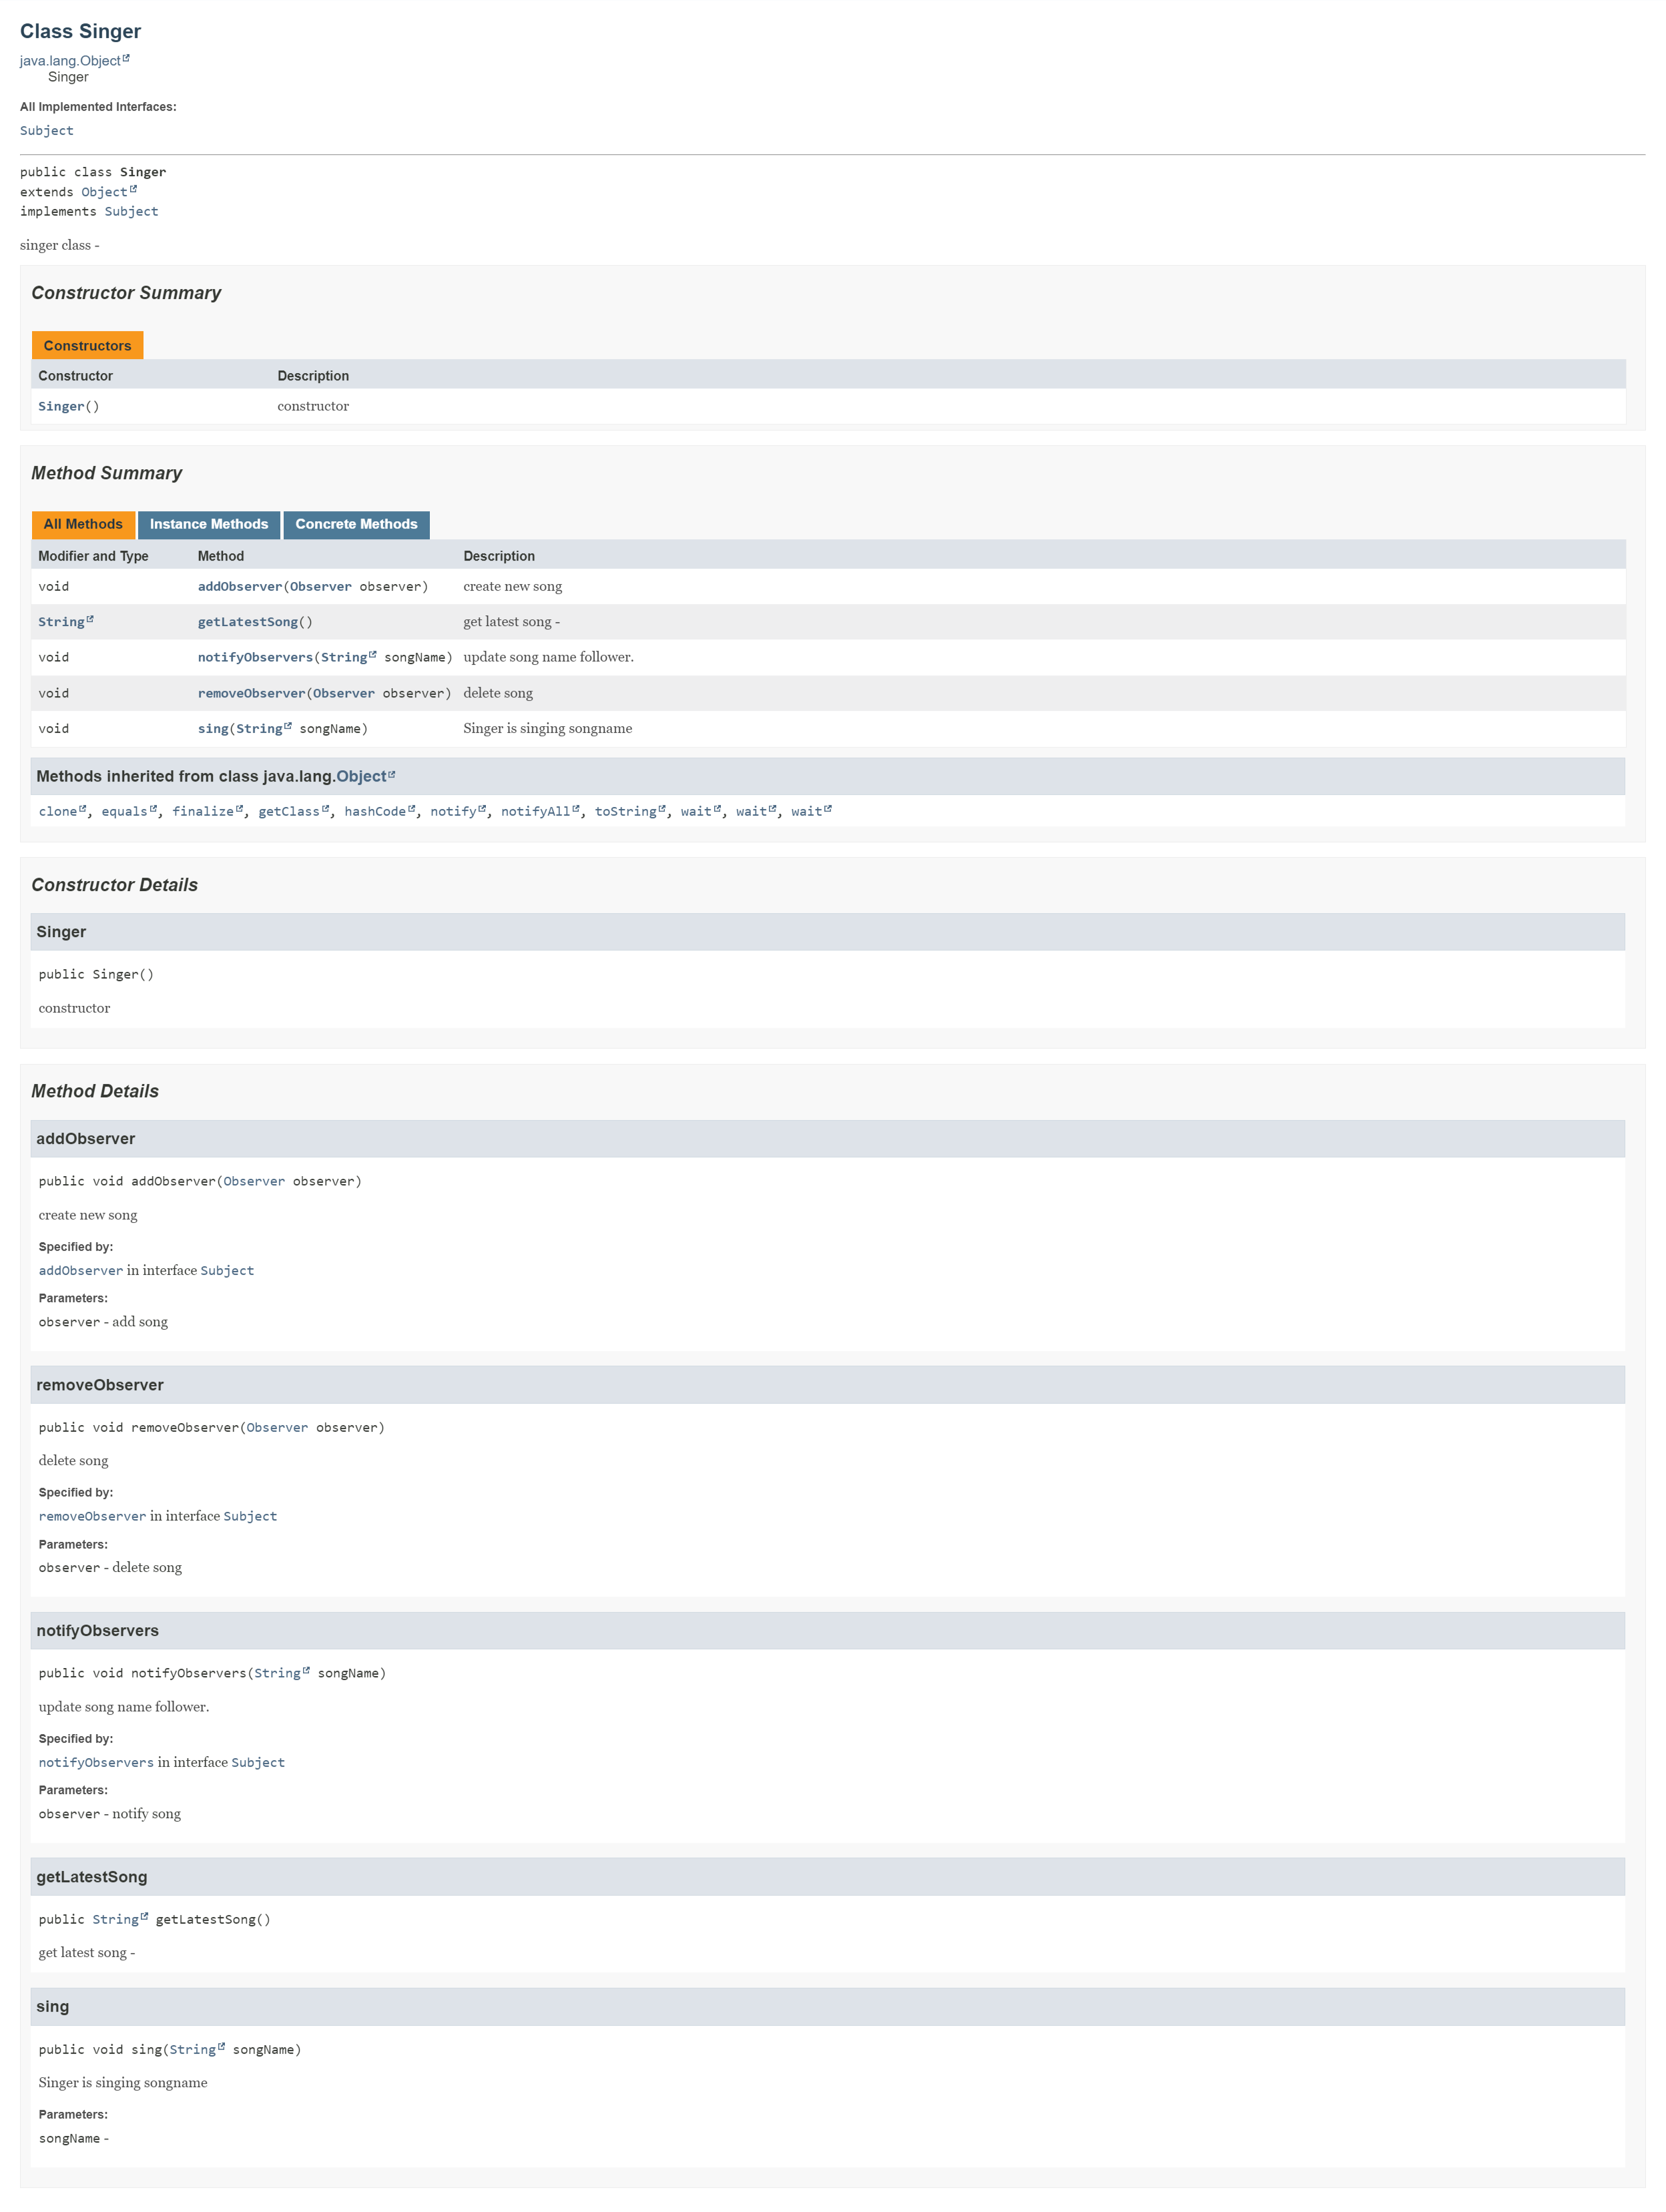 Class Singer
java.lang.Object
Singer
All Implemented Interfaces:
Subject
public class Singer
extends Object
implements Subject
singer class -
Constructor Summary
Constructors
Constructor Description
Singer() constructor
Method Summary
All Methods Instance Methods Concrete Methods
Modifier and Type Method Description
void addObserver(Observer observer) create new song
String getLatestSong() get latest song -
void notifyObservers(String songName) update song name follower.
void removeObserver(Observer observer) delete song
void sing(String songName) Singer is singing songname
Methods inherited from class java.lang.Object
clone, equals, finalize, getClass, hashCode, notify, notifyAll, toString, wait, wait, wait
Constructor Details
Singer
public Singer()
constructor
Method Details
addObserver
public void addObserver(Observer observer)
create new song
Specified by:
addObserver in interface Subject
Parameters:
observer - add song
removeObserver
public void removeObserver(Observer observer)
delete song
Specified by:
removeObserver in interface Subject
Parameters:
observer - delete song
notifyObservers
public void notifyObservers(String songName)
update song name follower.
Specified by:
notifyObservers in interface Subject
Parameters:
observer - notify song
getLatestSong
public String getLatestSong()
get latest song -
sing
public void sing(String songName)
Singer is singing songname
Parameters:
songName -